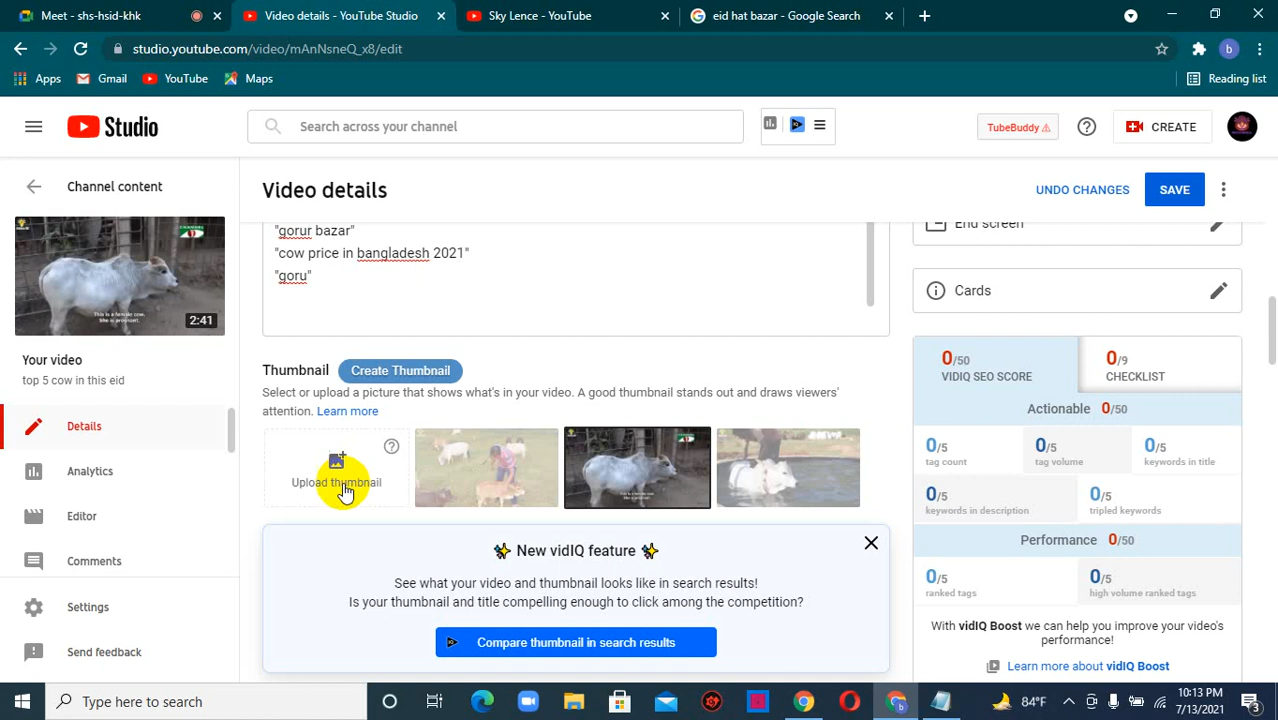 Meet - shs-hsid-khk
Video details - YouTube Studio
Sky Lence - YouTube
eid hat bazar - Google Search
studio.youtube.com/video/mAnNsneQ_x8/edit
b
Apps
Gmail
YouTube
Maps
Reading list
Studio
Search across your channel
TubeBuddy
CREATE
Channel content
Video details
UNDO CHANGES
SAVE
This is a female cow.
She is pregnant.
2:41
Your video
top 5 cow in this eid
Details
Analytics
Editor
Comments
Settings
Send feedback
"gorur bazar"
"cow price in bangladesh 2021"
"goru"
Thumbnail
Create Thumbnail
Select or upload a picture that shows what's in your video. A good thumbnail stands out and draws viewers'
attention. Learn more
Upload thumbnail
New vidIQ feature
See what your video and thumbnail looks like in search results!
Is your thumbnail and title compelling enough to click among the competition?
Compare thumbnail in search results
End screen
Cards
0/50
VIDIQ SEO SCORE
0/9
CHECKLIST
Actionable 0/50
0/5
tag count
0/5
tag volume
0/5
keywords in title
0/5
keywords in description
0/5
tripled keywords
Performance 0/50
0/5
ranked tags
0/5
high volume ranked tags
With vidIQ Boost we can help you improve your video's
performance!
Learn more about vidIQ Boost
Type here to search
84°F
10:13 PM
7/13/2021
3